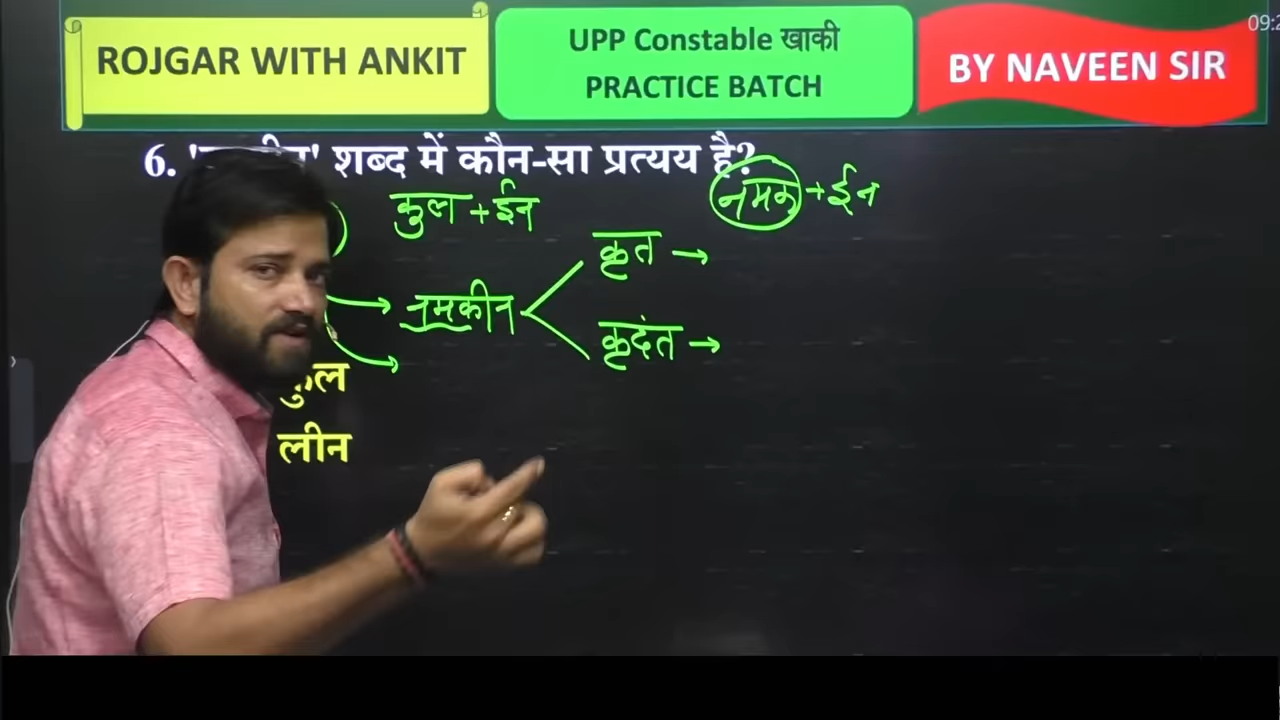 ROJGAR WITH ANKIT
UPP Constable खाकी
PRACTICE BATCH
BY NAVEEN SIR
6. शब्द में कौन-सा प्रत्यय है?
कुल + ईन
नमक + ईन
कृत →
नमकीन
कृदंत →
लीन